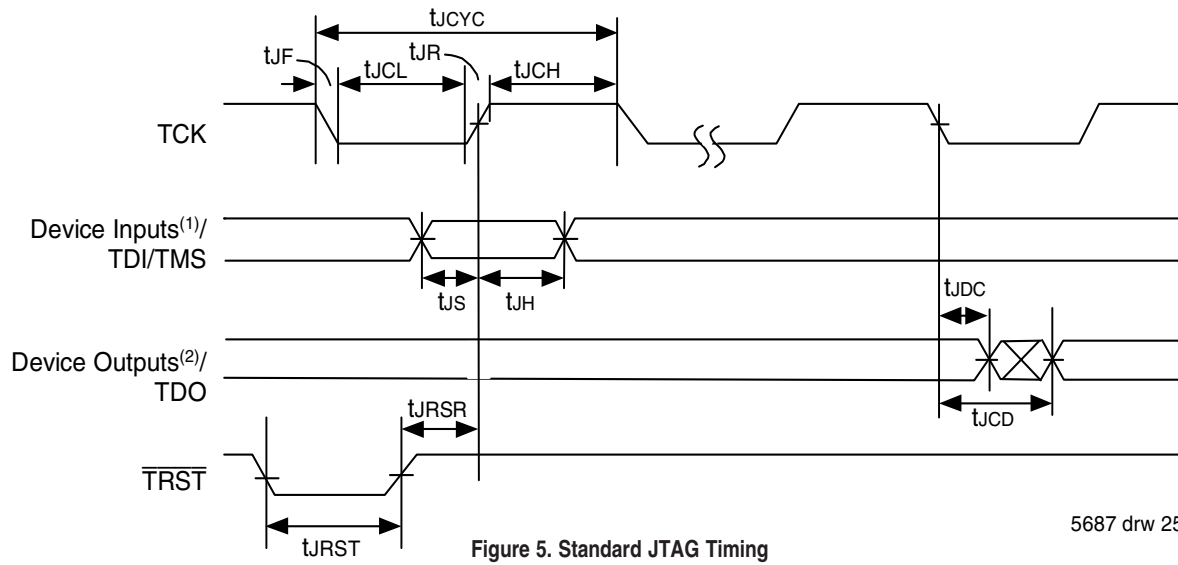 tJCYC
tJF
tJR
tJCL
tJCH
TCK
Device Inputs(1)/
TDI/TMS
tJS
tJH
tJDC
Device Outputs(2)/
TDO
tJCD
tJRSR
TRST
tJRST
5687 drw 25
Figure 5. Standard JTAG Timing